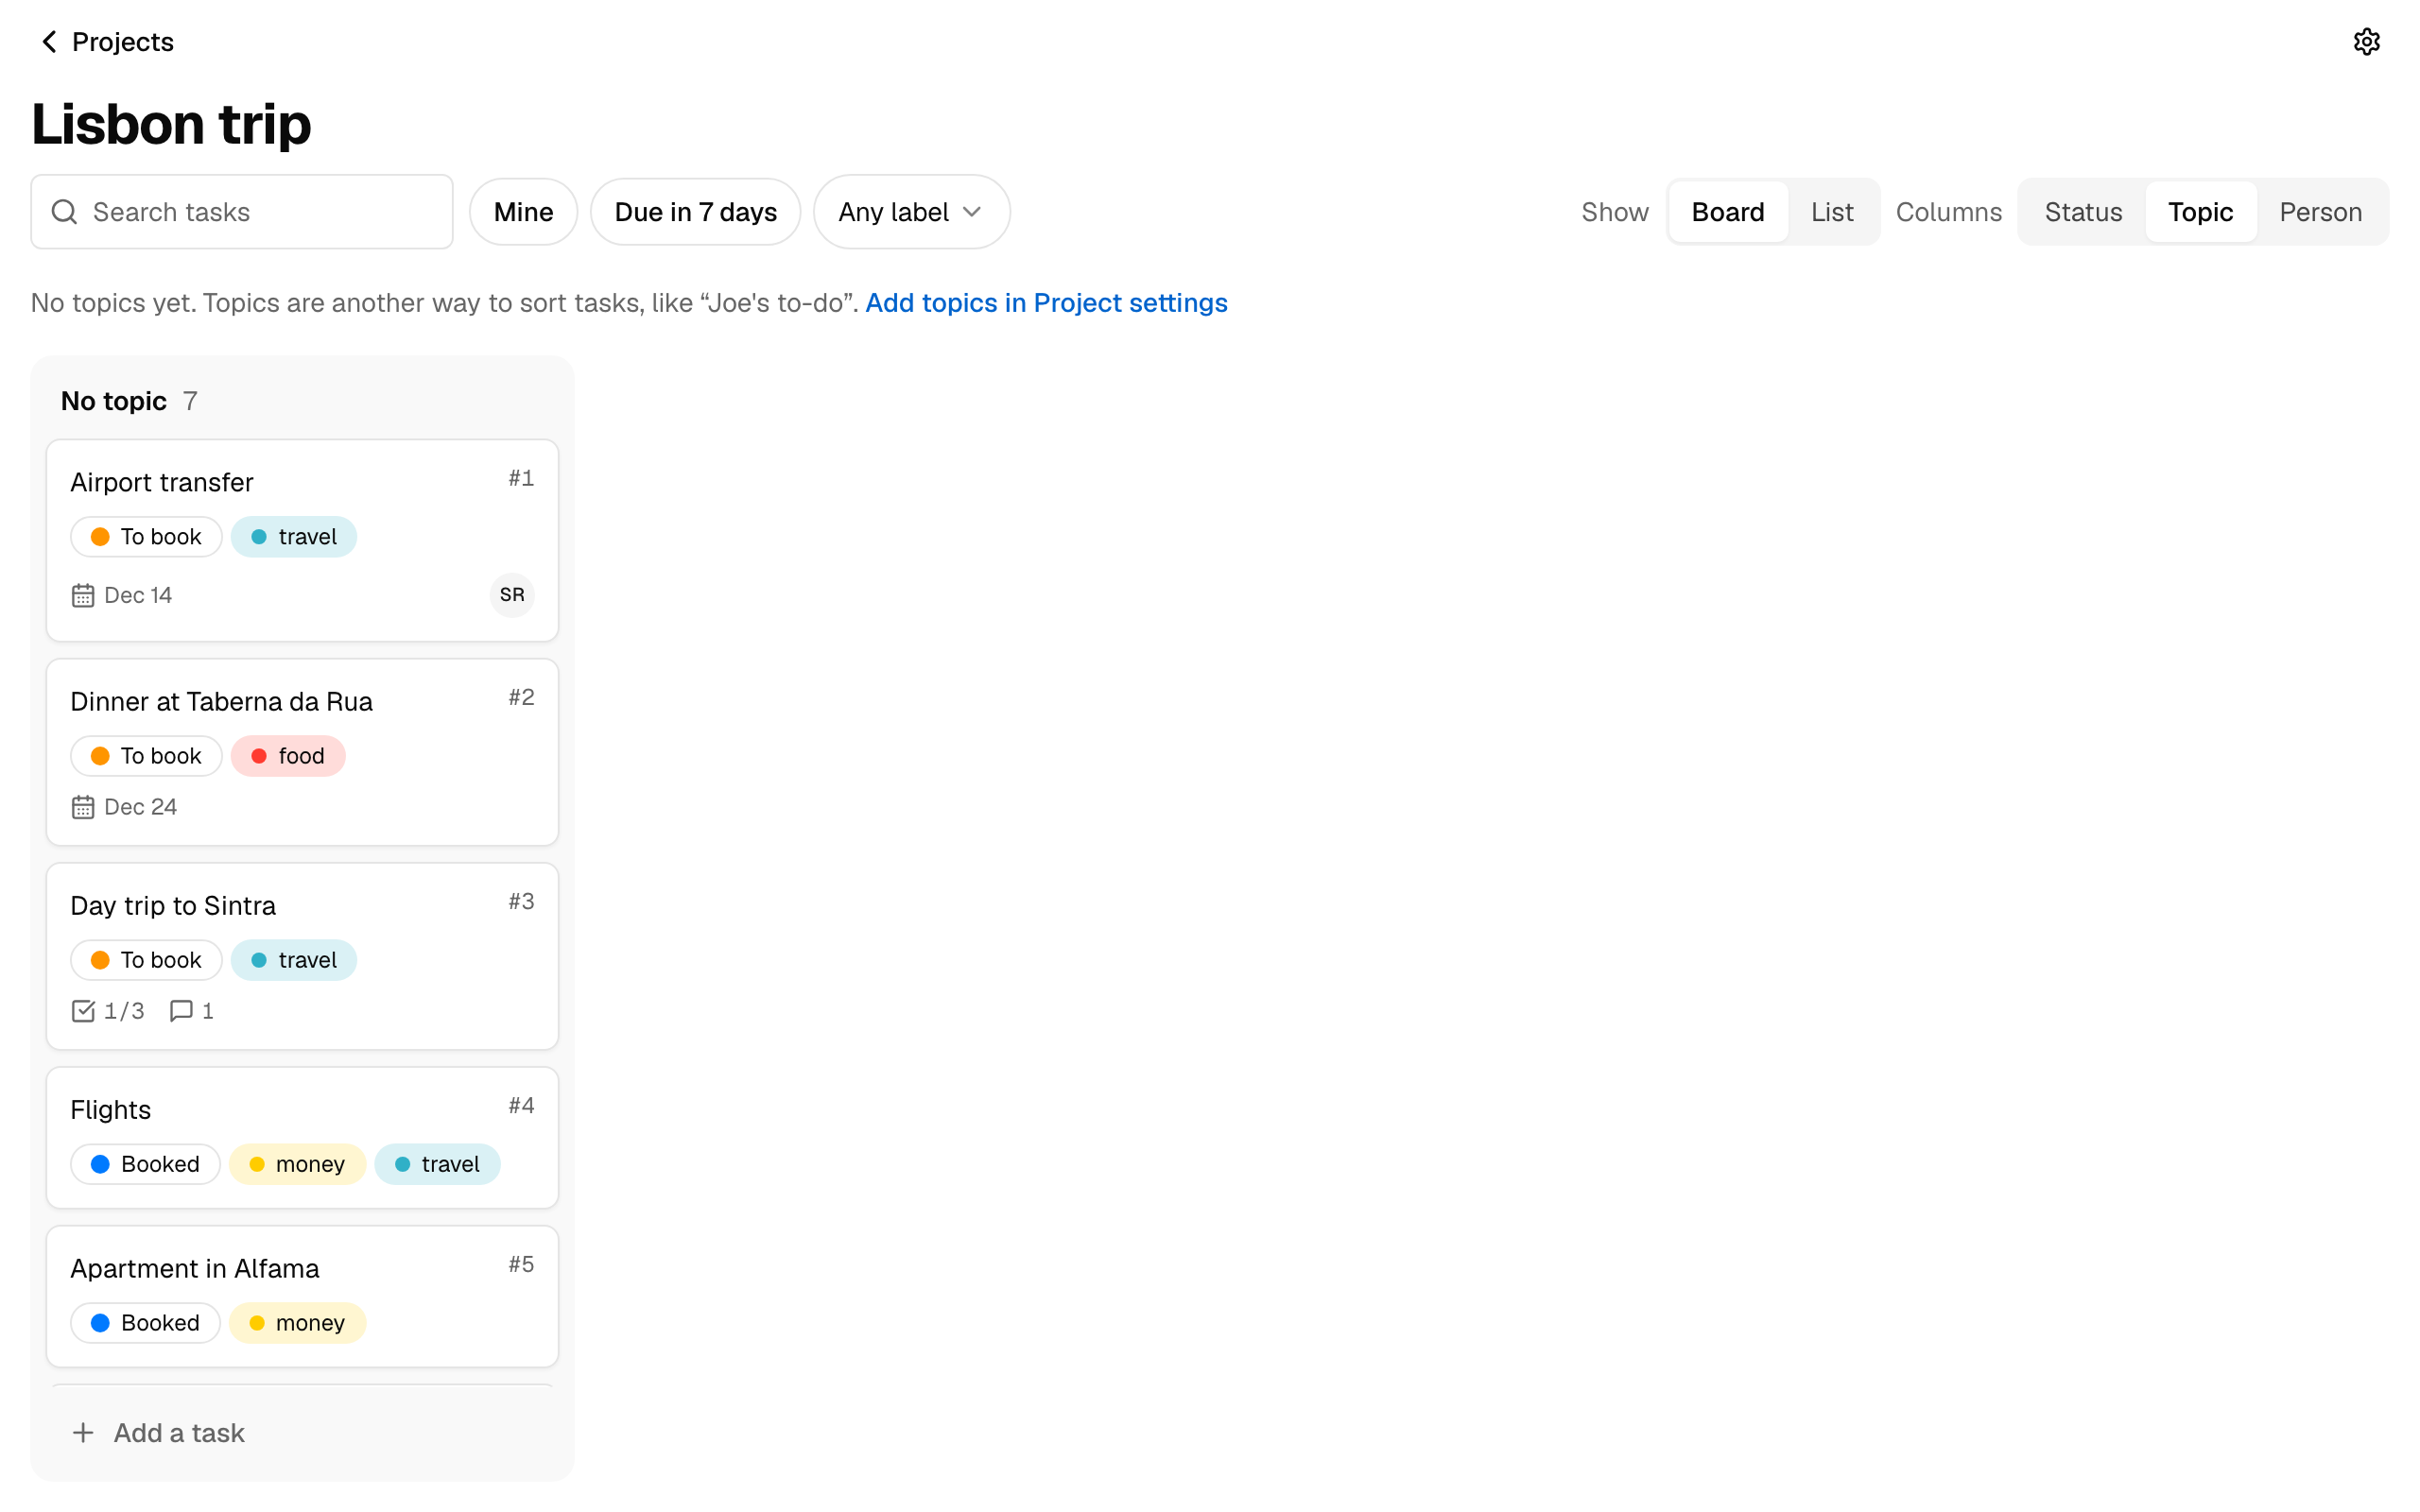 Projects
Lisbon trip
Search tasks Mine Due in 7 days Any label Show Board List Columns Status Topic Person
No topics yet. Topics are another way to sort tasks, like “Joe's to-do”. Add topics in Project settings
No topic 7
Airport transfer #1
To book travel
Dec 14 SR
Dinner at Taberna da Rua #2
To book food
Dec 24
Day trip to Sintra #3
To book travel
1/3 1
Flights #4
Booked money travel
Apartment in Alfama #5
Booked money
Add a task